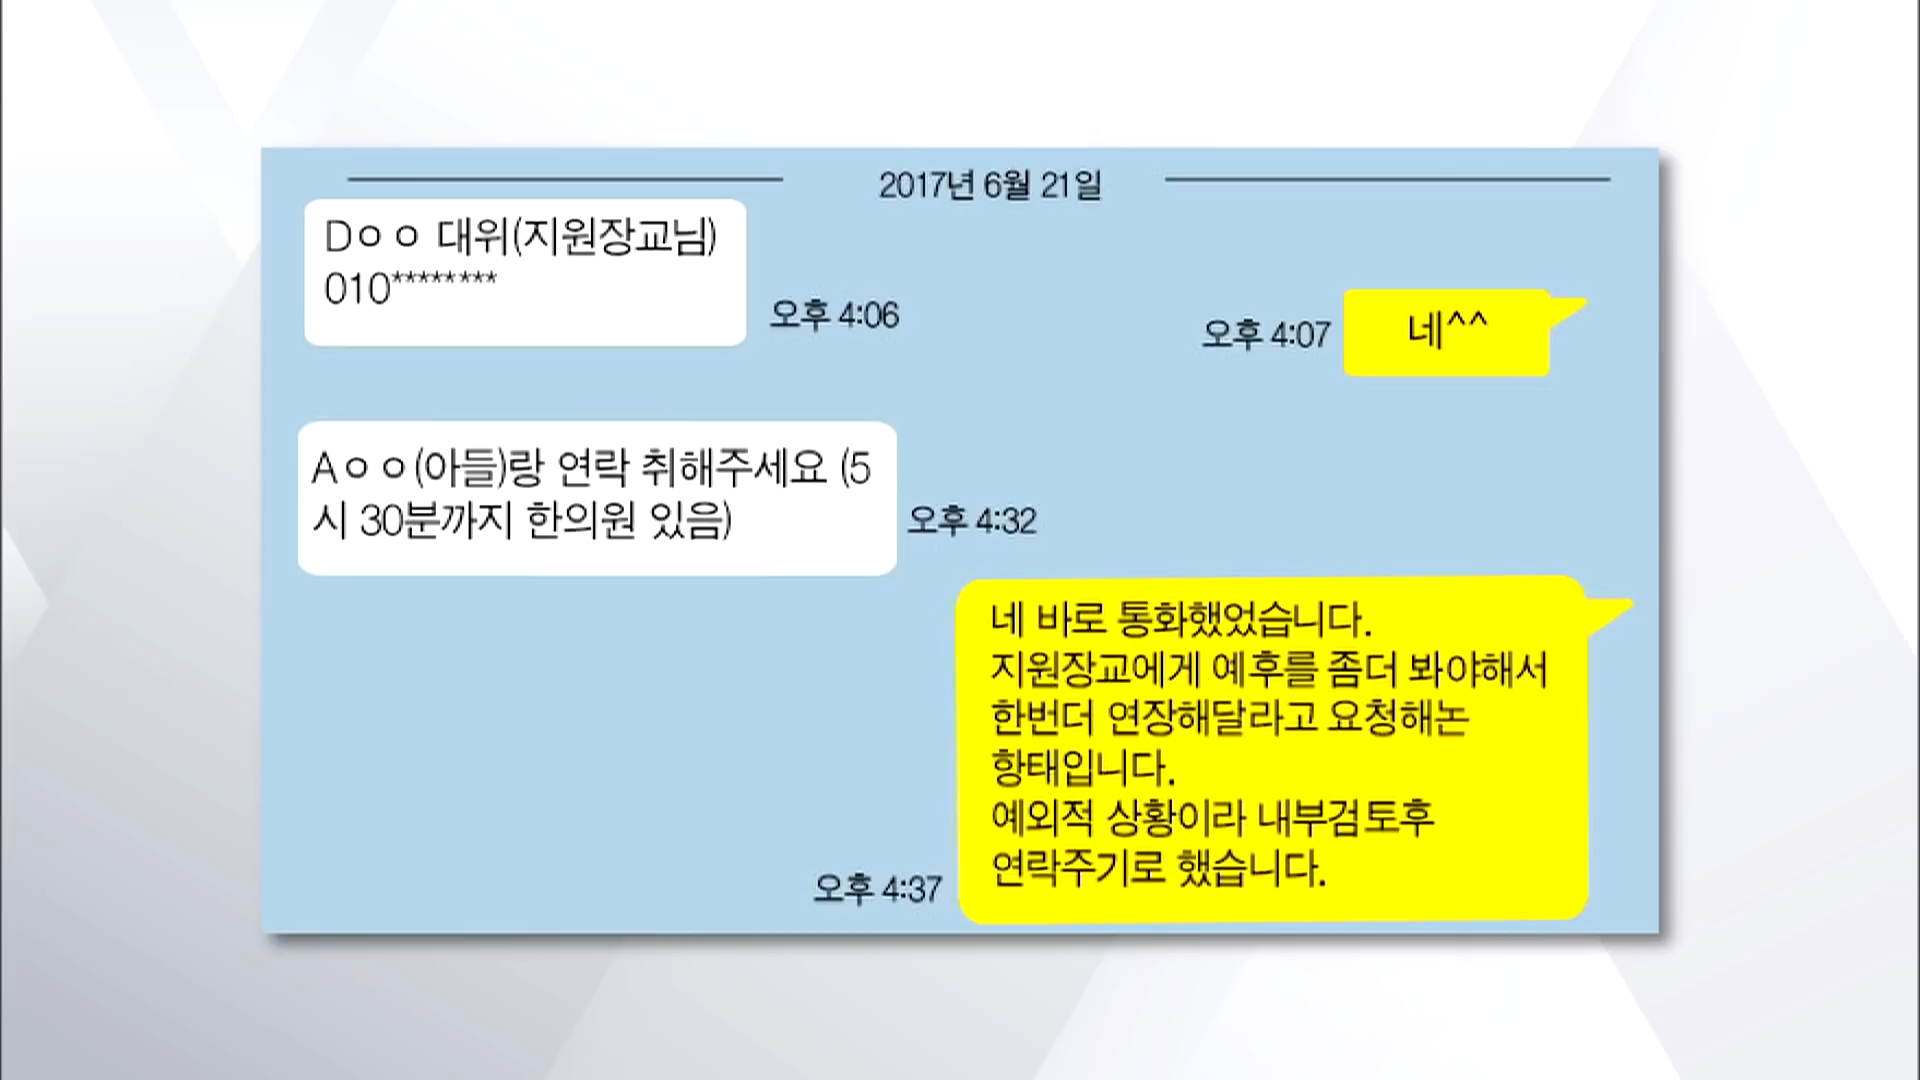 2017년 6월 21일
D○○ 대위(지원장교님)
010********
오후 4:06
네^^
오후 4:07
A○○(아들)랑 연락 취해주세요 (5
시 30분까지 한의원 있음)
오후 4:32
네 바로 통화했었습니다.
지원장교에게 예후를 좀더 봐야해서
한번더 연장해달라고 요청해논
항태입니다.
예외적 상황이라 내부검토후
연락주기로 했습니다.
오후 4:37